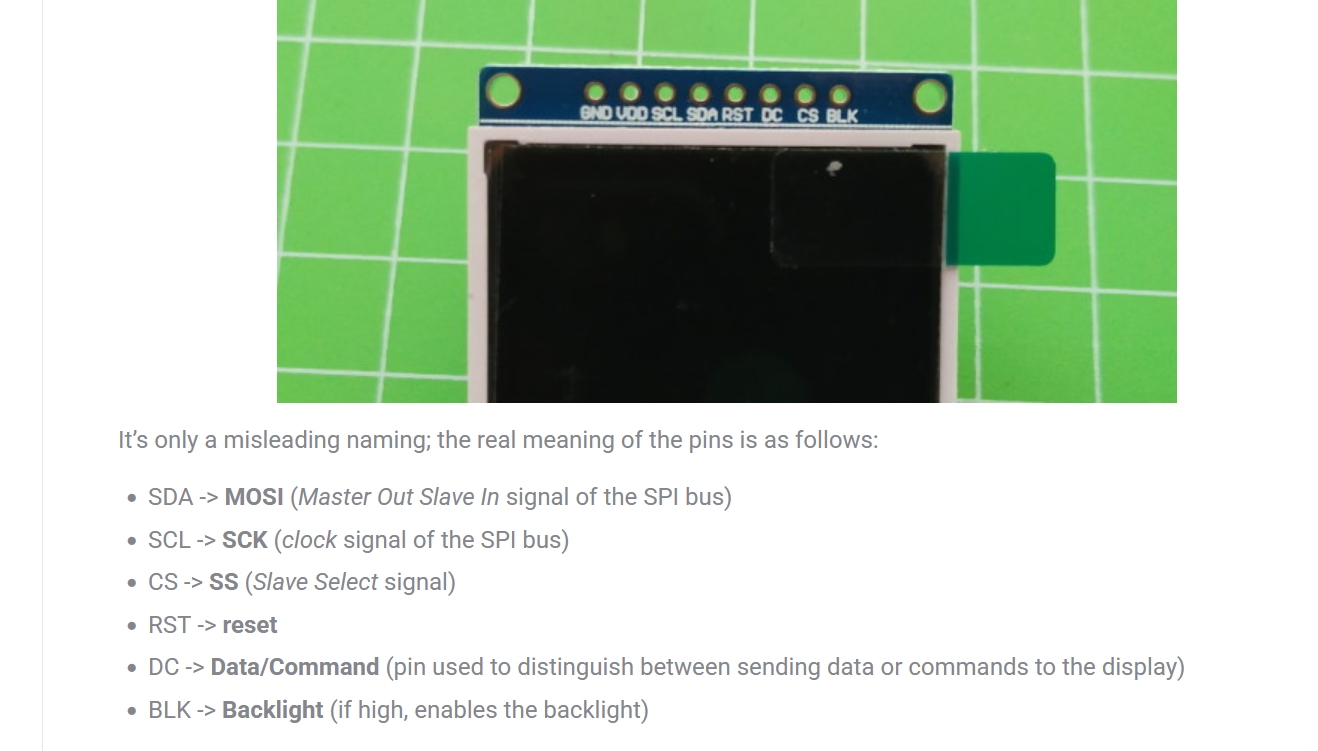 GND VDD SCL SDA RST DC CS BLK
It’s only a misleading naming; the real meaning of the pins is as follows:
• SDA -> MOSI (Master Out Slave In signal of the SPI bus)
• SCL -> SCK (clock signal of the SPI bus)
• CS -> SS (Slave Select signal)
• RST -> reset
• DC -> Data/Command (pin used to distinguish between sending data or commands to the display)
• BLK -> Backlight (if high, enables the backlight)